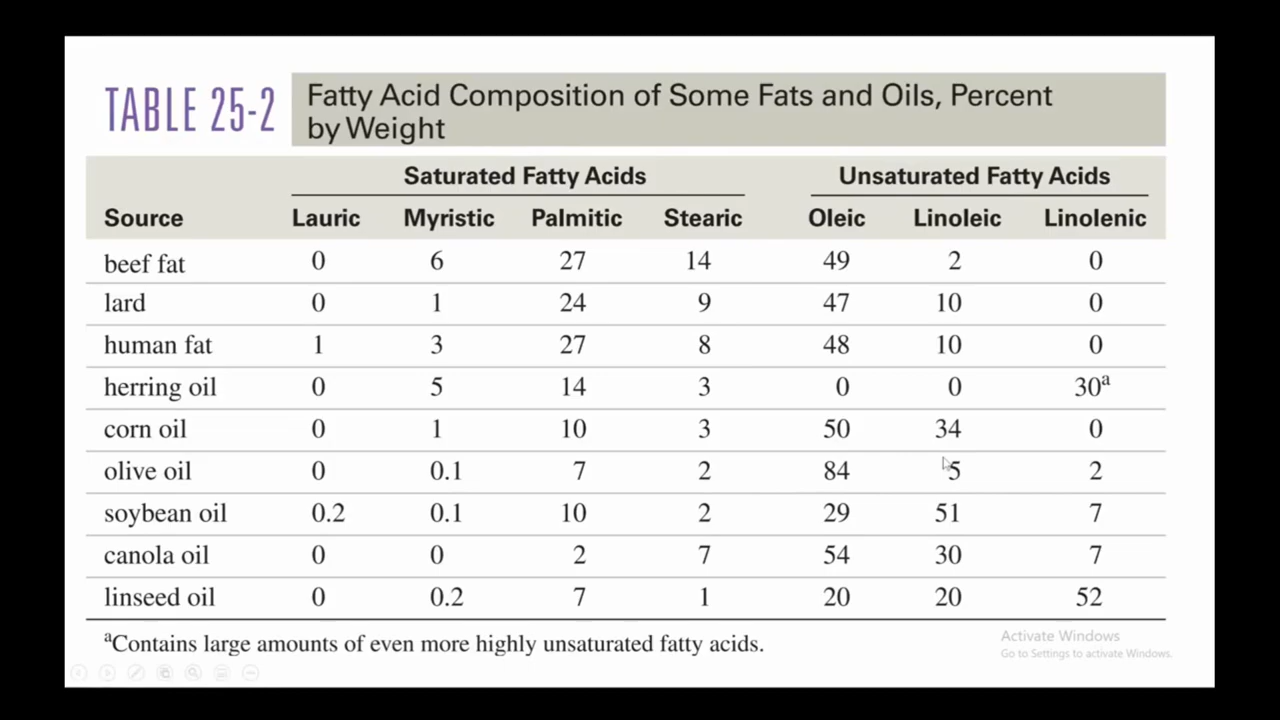 TABLE 25-2
Fatty Acid Composition of Some Fats and Oils, Percent
by Weight
Saturated Fatty Acids Unsaturated Fatty Acids
Source Lauric Myristic Palmitic Stearic Oleic Linoleic Linolenic
beef fat 0 6 27 14 49 2 0
lard 0 1 24 9 47 10 0
human fat 1 3 27 8 48 10 0
herring oil 0 5 14 3 0 0 30ᵃ
corn oil 0 1 10 3 50 34 0
olive oil 0 0.1 7 2 84 5 2
soybean oil 0.2 0.1 10 2 29 51 7
canola oil 0 0 2 7 54 30 7
linseed oil 0 0.2 7 1 20 20 52
ᵃContains large amounts of even more highly unsaturated fatty acids.
Activate Windows
Go to Settings to activate Windows.